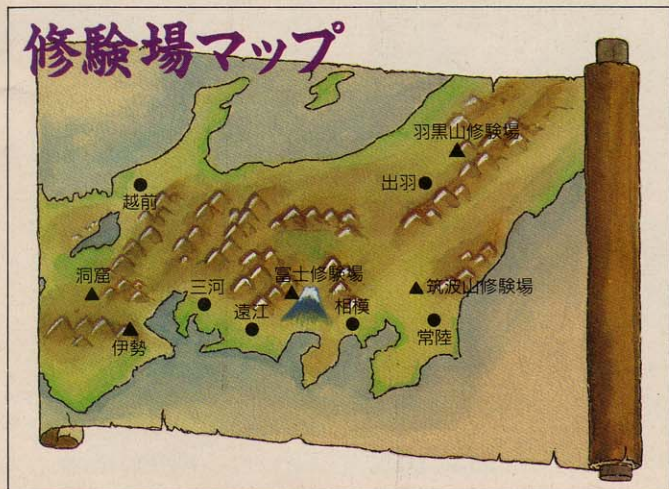 修験場マップ
羽黒山修験場
出羽
越前
洞窟
三河
富士修験場
筑波山修験場
遠江
相模
常陸
伊勢